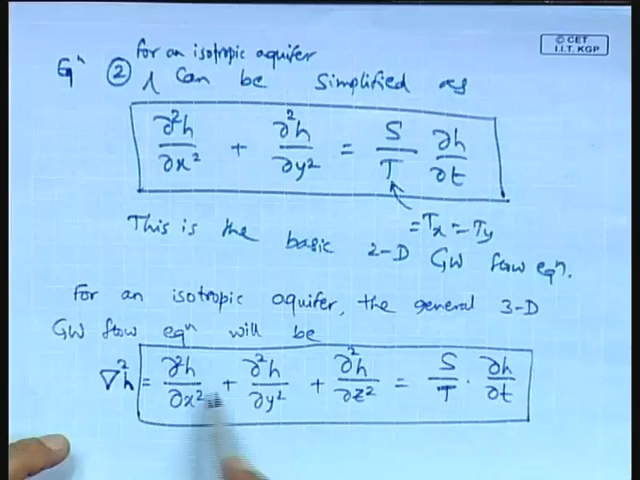 © CET
I.I.T. KGP
for an isotropic aquifer
Eqⁿ ② can be simplified as
∂²h/∂x² + ∂²h/∂y² = S/T ∂h/∂t
= Tx = Ty
This is the basic 2-D GW flow eqⁿ.
For an isotropic aquifer, the general 3-D
GW flow eqⁿ will be
∇²h = ∂²h/∂x² + ∂²h/∂y² + ∂²h/∂z² = S/T · ∂h/∂t